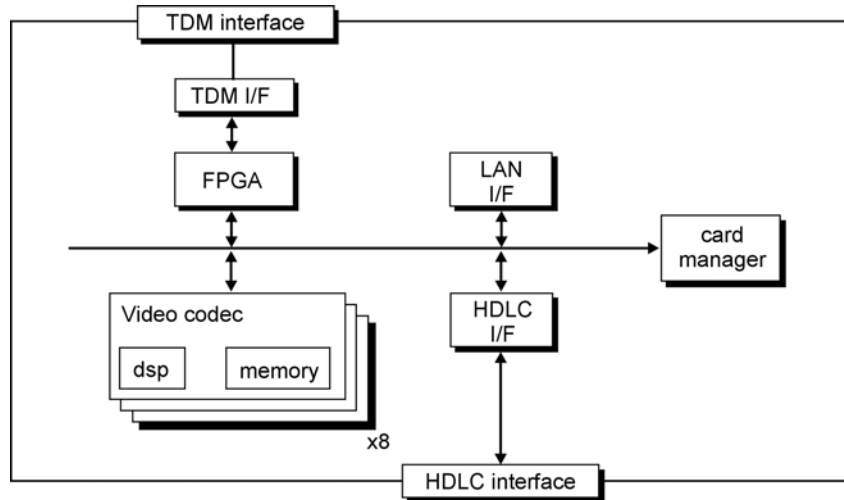 TDM interface
TDM I/F
FPGA
LAN
I/F
card
manager
Video codec
dsp
memory
x8
HDLC
I/F
HDLC interface